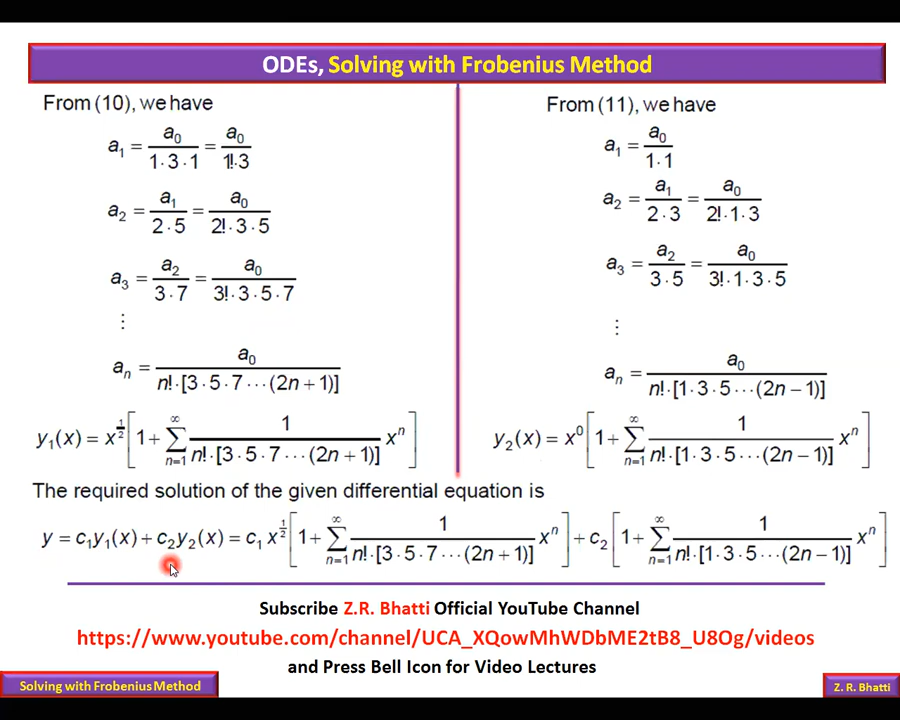 ODEs, Solving with Frobenius Method
From (10), we have
a₁ = a₀/(1·3·1) = a₀/(1!·3)
a₂ = a₁/(2·5) = a₀/(2!·3·5)
a₃ = a₂/(3·7) = a₀/(3!·3·5·7)
⋮
aₙ = a₀/(n!·[3·5·7⋯(2n+1)])
y₁(x) = x^(1/2)[1+∑_{n=1}^{∞} 1/(n!·[3·5·7⋯(2n+1)]) xⁿ]
From (11), we have
a₁ = a₀/(1·1)
a₂ = a₁/(2·3) = a₀/(2!·1·3)
a₃ = a₂/(3·5) = a₀/(3!·1·3·5)
⋮
aₙ = a₀/(n!·[1·3·5⋯(2n−1)])
y₂(x) = x⁰[1+∑_{n=1}^{∞} 1/(n!·[1·3·5⋯(2n−1)]) xⁿ]
The required solution of the given differential equation is
y = c₁y₁(x) + c₂y₂(x) = c₁ x^(1/2)[1+∑_{n=1}^{∞} 1/(n!·[3·5·7⋯(2n+1)]) xⁿ] + c₂[1+∑_{n=1}^{∞} 1/(n!·[1·3·5⋯(2n−1)]) xⁿ]
Subscribe Z.R. Bhatti Official YouTube Channel
https://www.youtube.com/channel/UCA_XQowMhWDbME2tB8_U8Og/videos
and Press Bell Icon for Video Lectures
Solving with Frobenius Method
Z. R. Bhatti